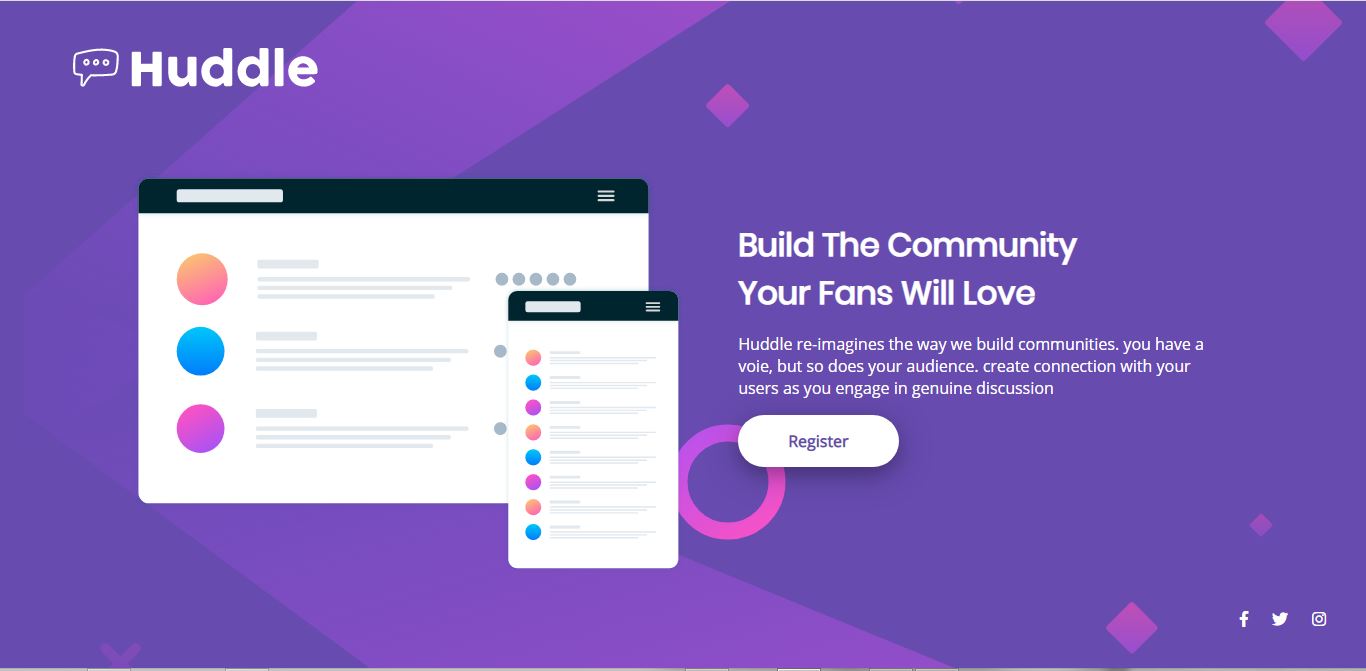 Huddle
Build The Community
Your Fans Will Love
Huddle re-imagines the way we build communities. you have a
voie, but so does your audience. create connection with your
users as you engage in genuine discussion
Register